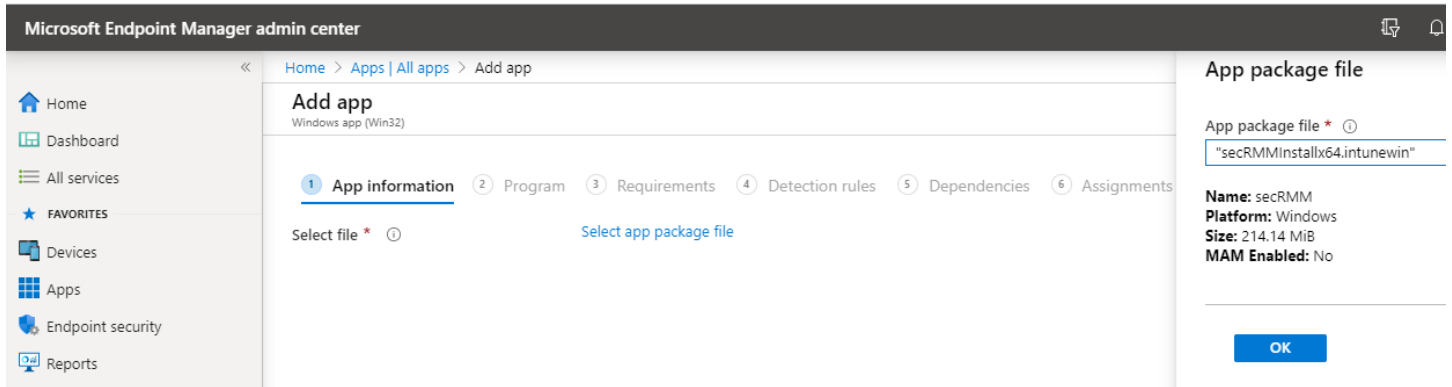 Microsoft Endpoint Manager admin center
«
Home
Dashboard
All services
FAVORITES
Devices
Apps
Endpoint security
Reports
Home > Apps | All apps > Add app
Add app
Windows app (Win32)
1 App information 2 Program 3 Requirements 4 Detection rules 5 Dependencies 6 Assignments
Select file * Select app package file
App package file
App package file *
"secRMMInstallx64.intunewin"
Name: secRMM
Platform: Windows
Size: 214.14 MiB
MAM Enabled: No
OK